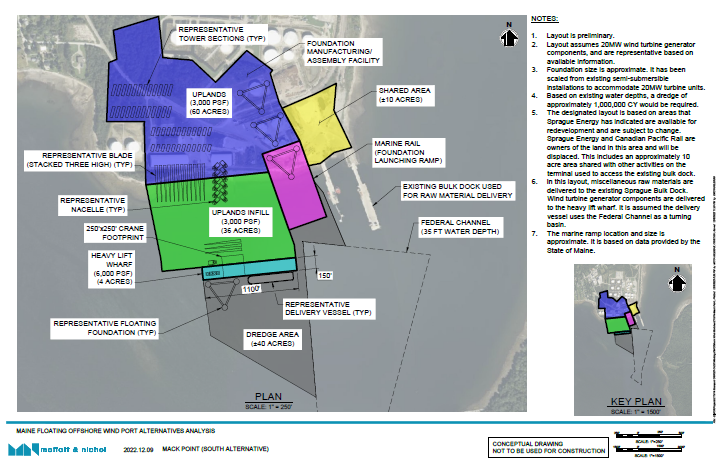 REPRESENTATIVE
TOWER SECTIONS (TYP)
FOUNDATION
MANUFACTURING/
ASSEMBLY FACILITY
N
UPLANDS
(3,000 PSF)
(60 ACRES)
SHARED AREA
(±10 ACRES)
MARINE RAIL
(FOUNDATION
LAUNCHING RAMP)
REPRESENTATIVE BLADE
(STACKED THREE HIGH) (TYP)
EXISTING BULK DOCK USED
FOR RAW MATERIAL DELIVERY
REPRESENTATIVE
NACELLE (TYP)
UPLANDS INFILL
(3,000 PSF)
(36 ACRES)
FEDERAL CHANNEL
(35 FT WATER DEPTH)
250'x250' CRANE
FOOTPRINT
HEAVY LIFT
WHARF
(5,000 PSF)
(4 ACRES)
150'
1100'
REPRESENTATIVE
DELIVERY VESSEL (TYP)
REPRESENTATIVE FLOATING
FOUNDATION (TYP)
DREDGE AREA
(±40 ACRES)
PLAN
SCALE: 1" = 250'
NOTES:
1. Layout is preliminary.
2. Layout assumes 20MW wind turbine generator
components, and are representative based on
available information.
3. Foundation size is approximate. It has been
scaled from existing semi-submersible
installations to accommodate 20MW turbine units.
4. Based on existing water depths, a dredge of
approximately 1,000,000 CY would be required.
5. The designated layout is based on areas that
Sprague Energy has indicated are available for
redevelopment and are subject to change.
Sprague Energy and Canadian Pacific Rail are
owners of the land in this area and will be
displaced. This includes an approximately 10
acre area shared with other activities on the
terminal used to access the existing bulk dock.
6. In this layout, miscellaneous raw materials are
delivered to the existing Sprague Bulk Dock.
Wind turbine generator components are delivered
to the heavy lift wharf. It is assumed the delivery
vessel uses the Federal Channel as a turning
basin.
7. The marine ramp location and size is
approximate. It is based on data provided by the
State of Maine.
N
KEY PLAN
SCALE: 1" = 1500'
MAINE FLOATING OFFSHORE WIND PORT ALTERNATIVES ANALYSIS
moffatt & nichol
2022.12.09 MACK POINT (SOUTH ALTERNATIVE)
CONCEPTUAL DRAWING
NOT TO BE USED FOR CONSTRUCTION
SCALE: 1"=250'
SCALE: 1"=1500'